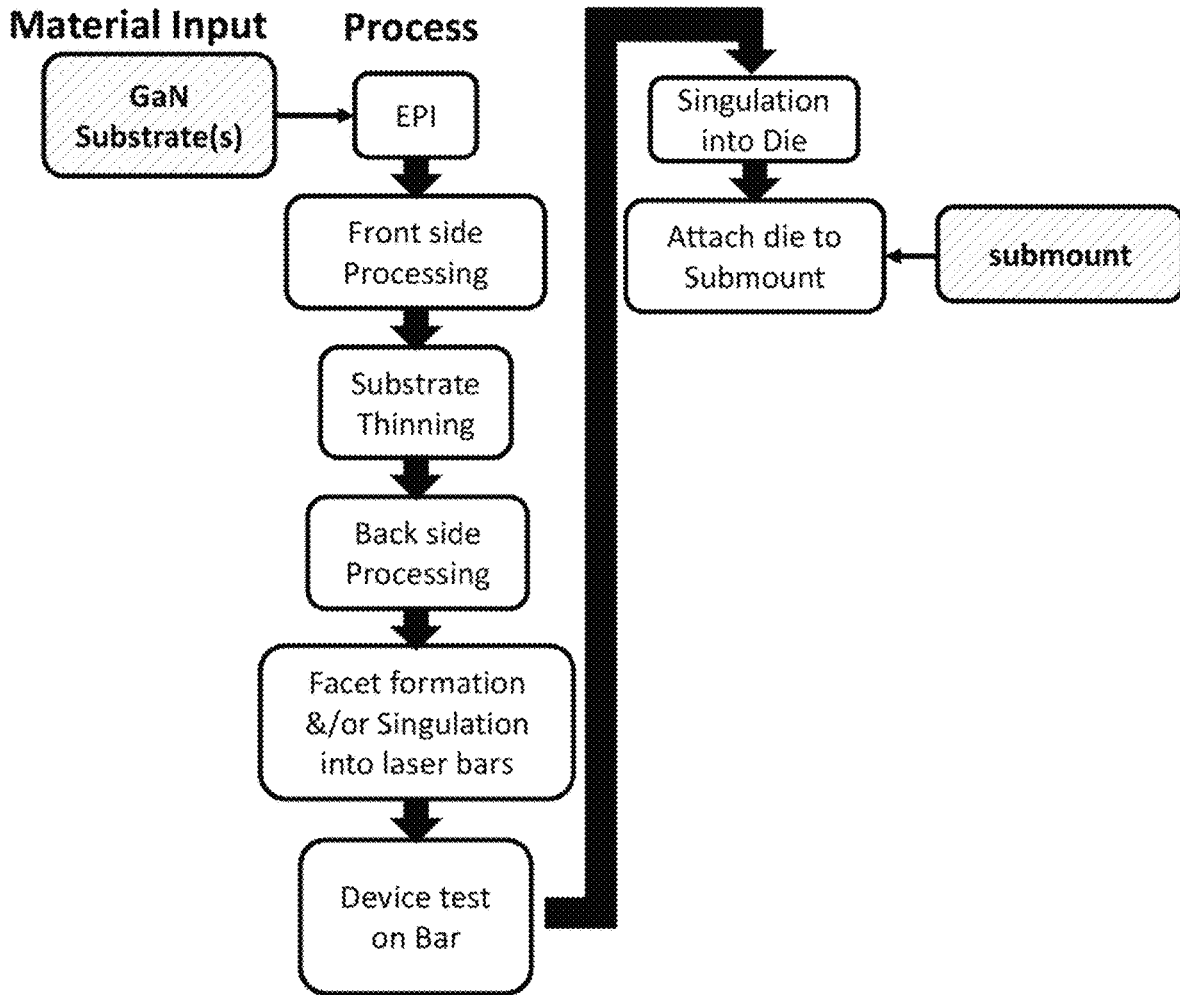 Material Input
Process
GaN
Substrate(s)
EPI
Front side
Processing
Substrate
Thinning
Back side
Processing
Facet formation
&/or Singulation
into laser bars
Device test
on Bar
Singulation
into Die
Attach die to
Submount
submount